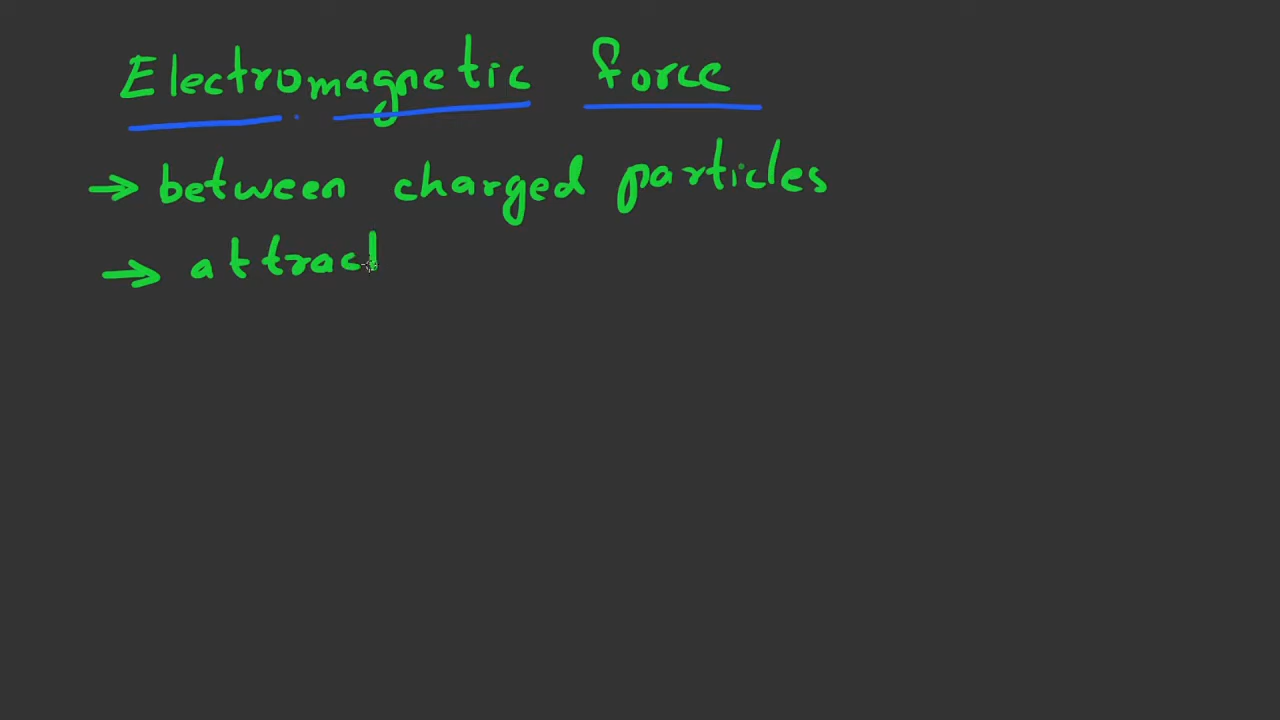 Electromagnetic force
→ between charged particles
→ attract